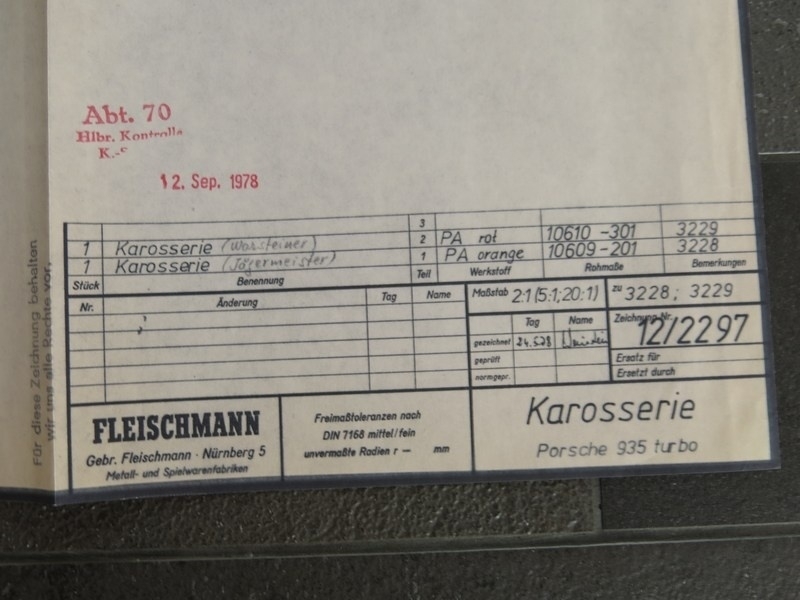 Abt. 70
Hlbr. Kontrolle
12. Sep. 1978
3
1 Karosserie (Warsteiner) 2 PA rot 10610 -301 3229
1 Karosserie (Jägermeister) 1 PA orange 10609 -201 3228
Stück Benennung Teil Werkstoff Rohmaße Bemerkungen
Nr. Änderung Tag Name
Maßstab 2:1 (5:1; 20:1) zu 3228 ; 3229
Tag Name Zeichnungs-Nr.
12/2297
gezeichnet
geprüft Ersatz für
normgepr. Ersetzt durch
FLEISCHMANN
Gebr. Fleischmann · Nürnberg 5
Metall- und Spielwarenfabriken
Freimaßtoleranzen nach
DIN 7168 mittel/fein
unvermaßte Radien r — mm
Karosserie
Porsche 935 turbo
Für diese Zeichnung behalten
wir uns alle Rechte vor.